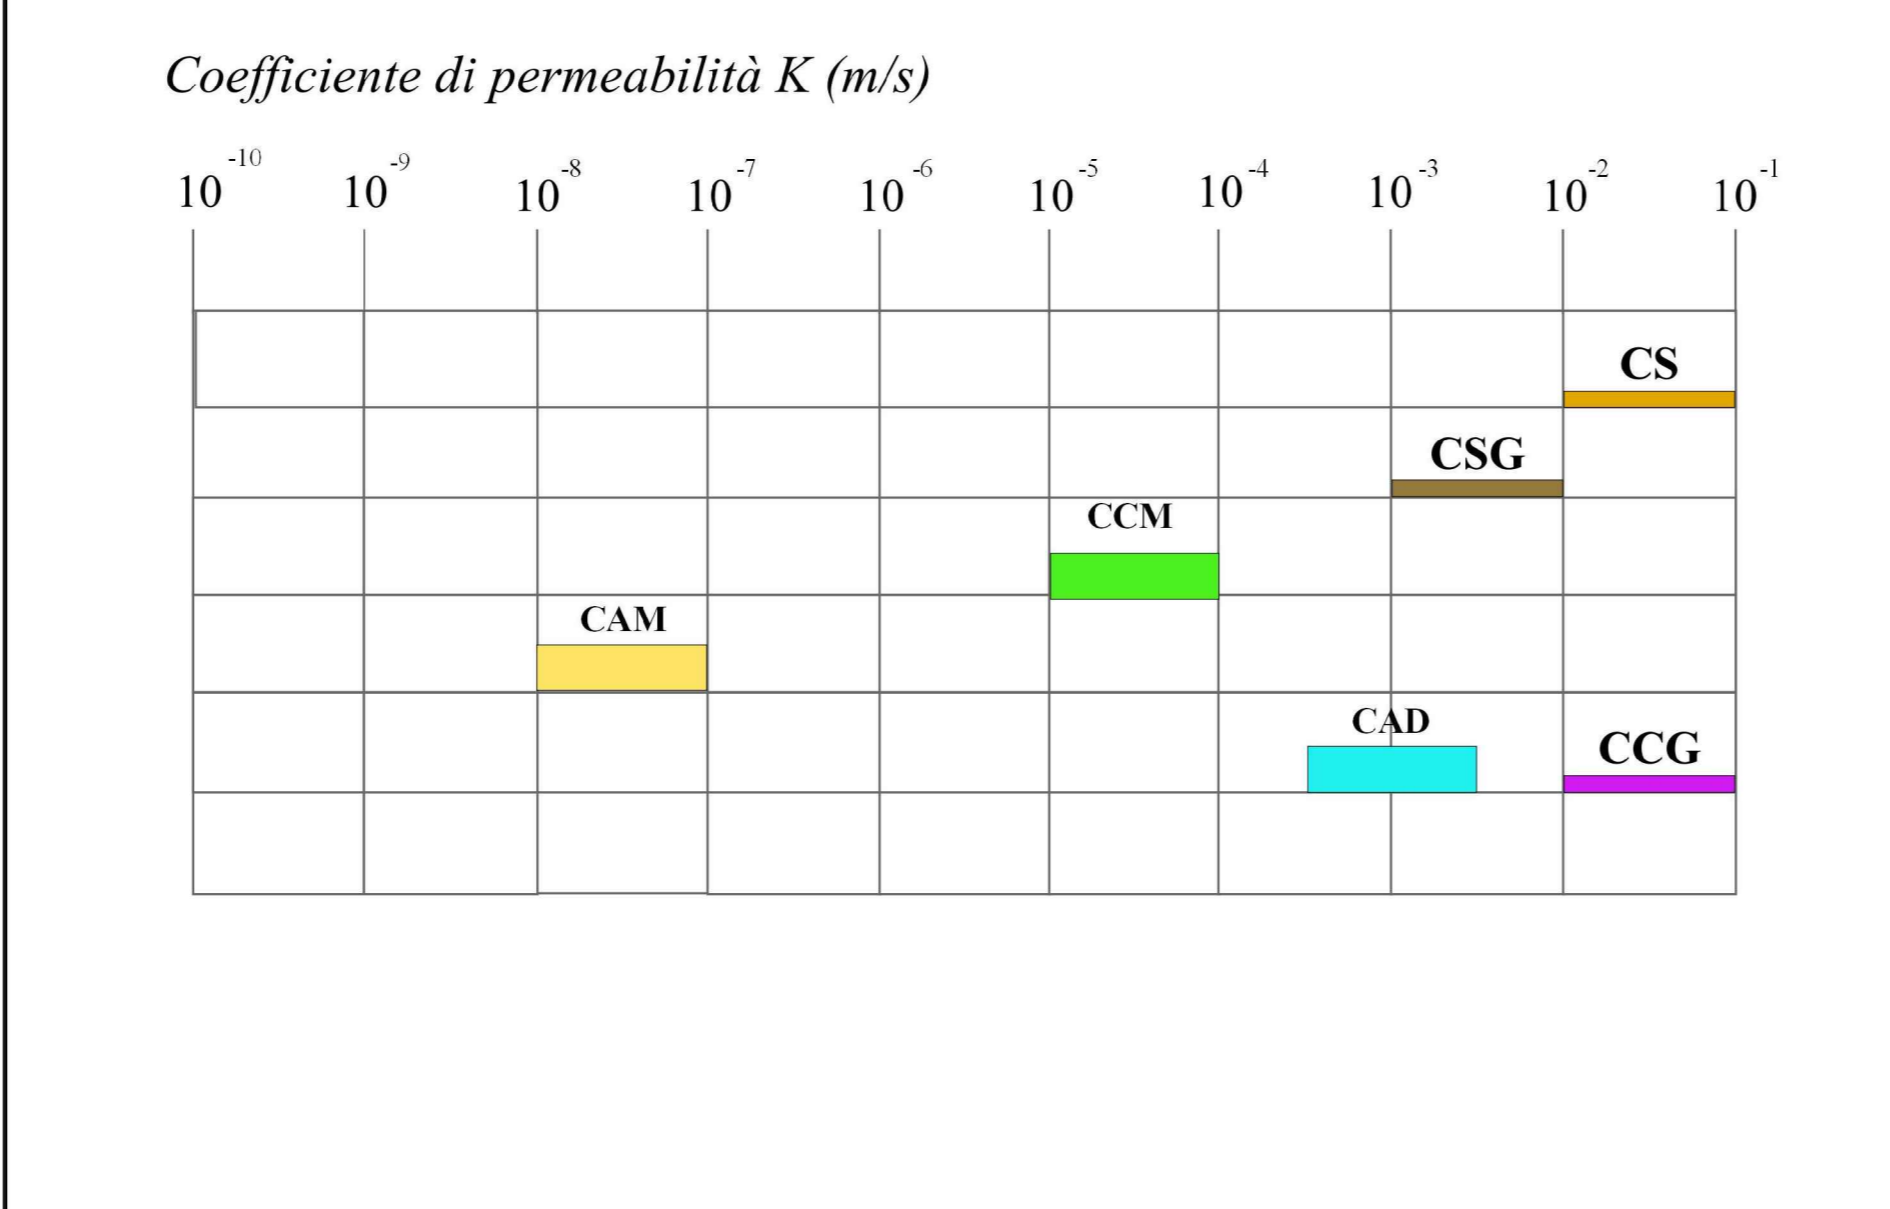 Coefficiente di permeabilità K (m/s)
10⁻¹⁰ 10⁻⁹ 10⁻⁸ 10⁻⁷ 10⁻⁶ 10⁻⁵ 10⁻⁴ 10⁻³ 10⁻² 10⁻¹
CS
CSG
CCM
CAM
CAD CCG